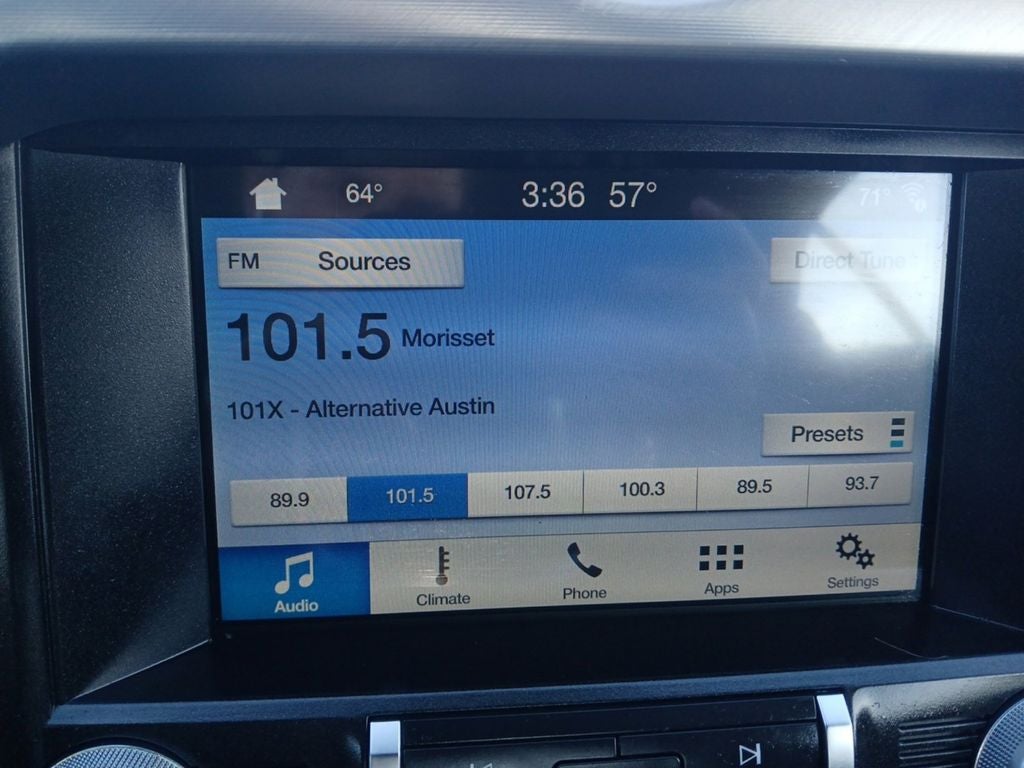 64° 3:36 57° 71°
FM Sources Direct Tune
101.5 Morisset
101X - Alternative Austin
Presets
89.9 101.5 107.5 100.3 89.5 93.7
Audio Climate Phone Apps Settings